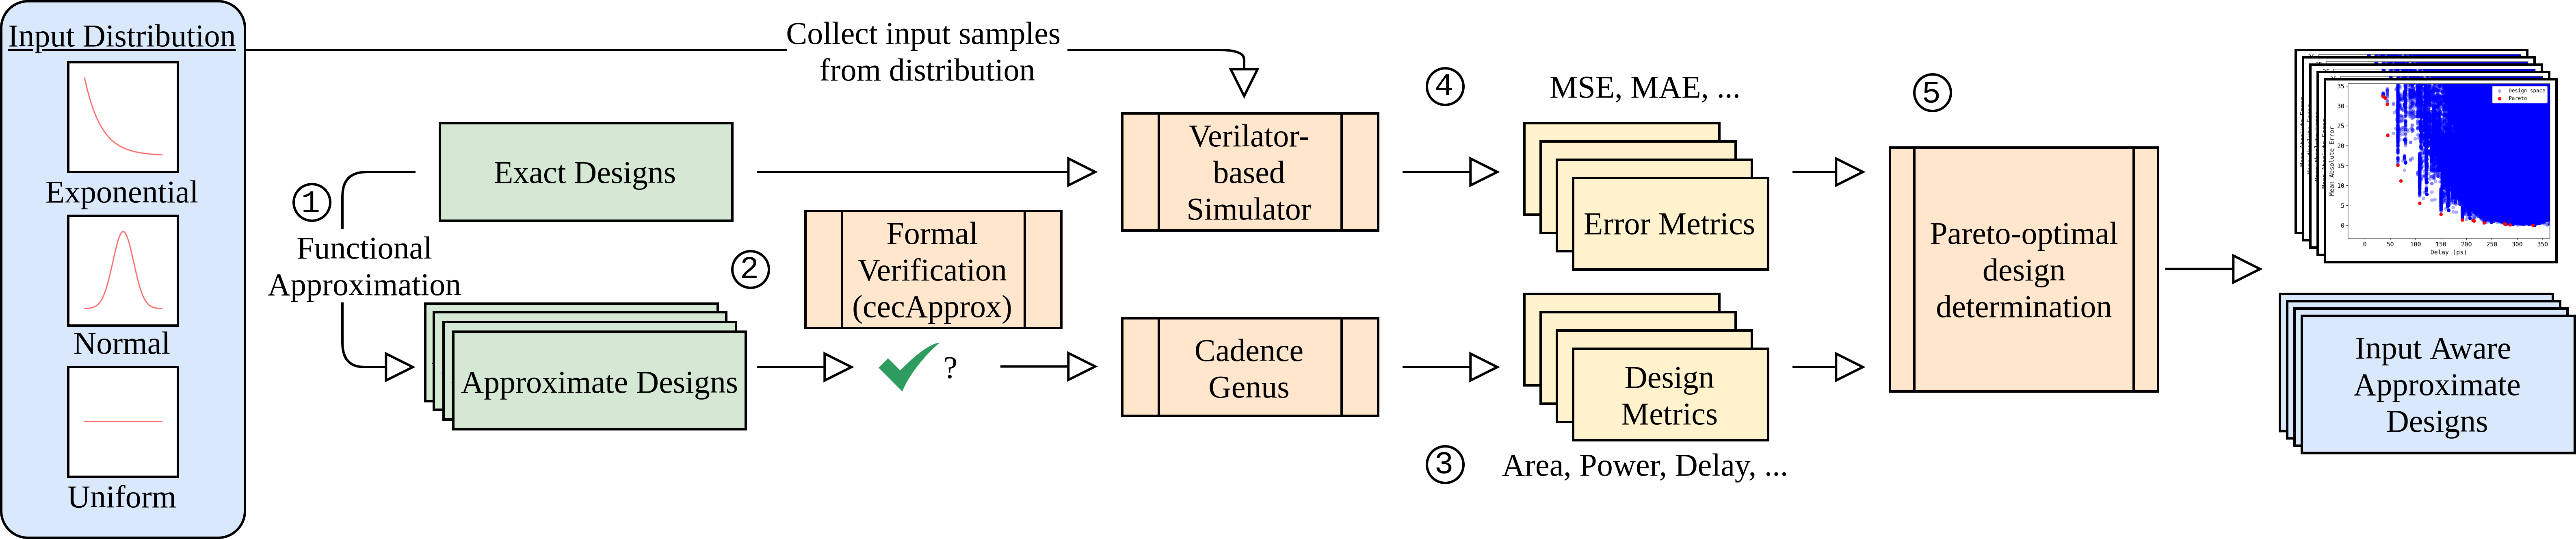 Input Distribution
Exponential
Normal
Uniform
Collect input samples
from distribution
1
Functional
Approximation
Exact Designs
Approximate Designs
2
Formal
Verification
(cecApprox)
?
Verilator-
based
Simulator
Cadence
Genus
4
MSE, MAE, ...
Error Metrics
Design
Metrics
3
Area, Power, Delay, ...
5
Pareto-optimal
design
determination
Design space
Pareto
Mean Absolute Error
35
30
25
20
15
10
5
0
0 50 100 150 200 250 300 350
Delay (ps)
Input Aware
Approximate
Designs